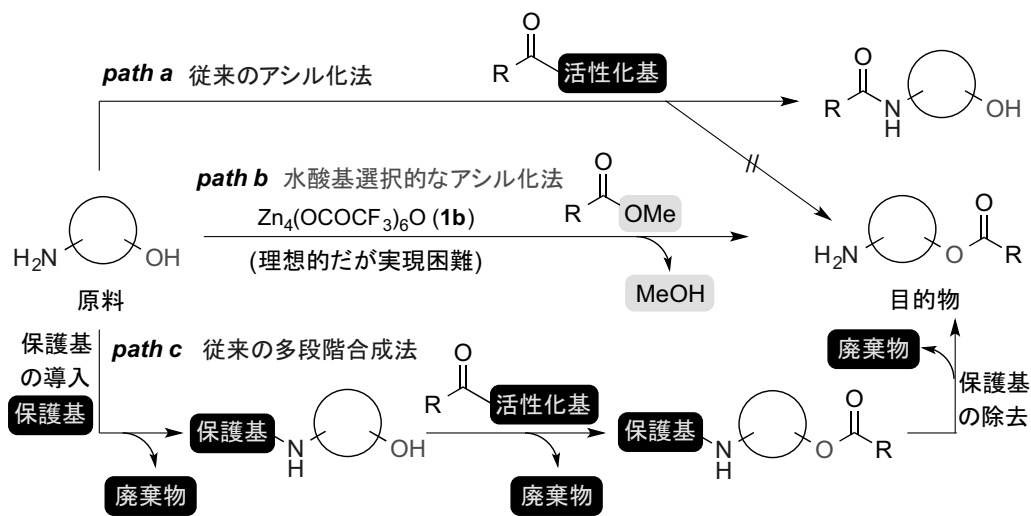 path a 従来のアシル化法
O
R
活性化基
O
R
N
H
OH
path b 水酸基選択的なアシル化法
Zn4(OCOCF3)6O (1b)
(理想的だが実現困難)
O
R
OMe
MeOH
H2N
OH
原料
H2N
O
O
R
目的物
保護基
の導入
保護基
廃棄物
path c 従来の多段階合成法
保護基
N
H
OH
O
R
活性化基
廃棄物
保護基
N
H
O
O
R
廃棄物
保護基
の除去